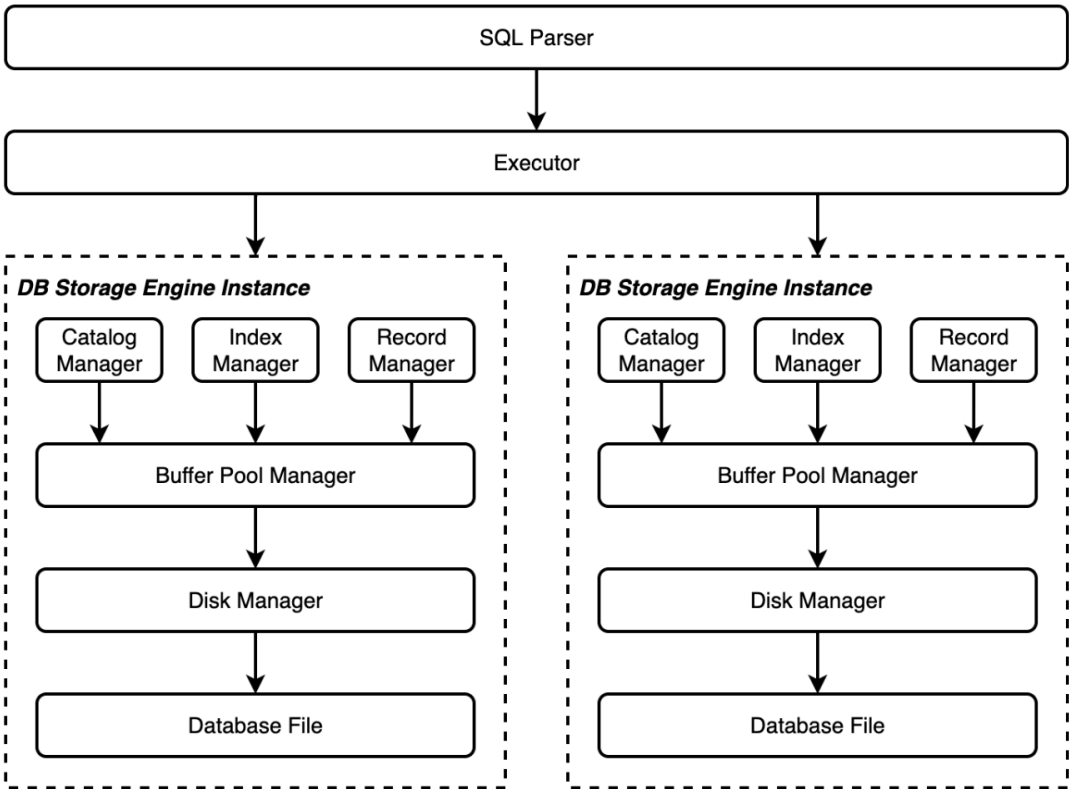 SQL Parser
Executor
DB Storage Engine Instance
Catalog
Manager
Index
Manager
Record
Manager
Buffer Pool Manager
Disk Manager
Database File
DB Storage Engine Instance
Catalog
Manager
Index
Manager
Record
Manager
Buffer Pool Manager
Disk Manager
Database File